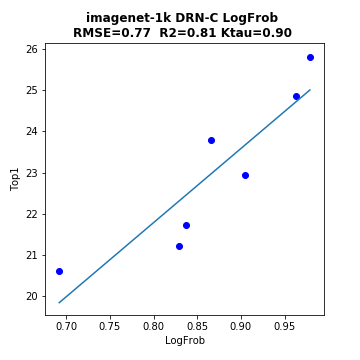 imagenet-1k DRN-C LogFrob
RMSE=0.77 R2=0.81 Ktau=0.90
26
25
24
23
22
21
20
Top1
0.70 0.75 0.80 0.85 0.90 0.95
LogFrob